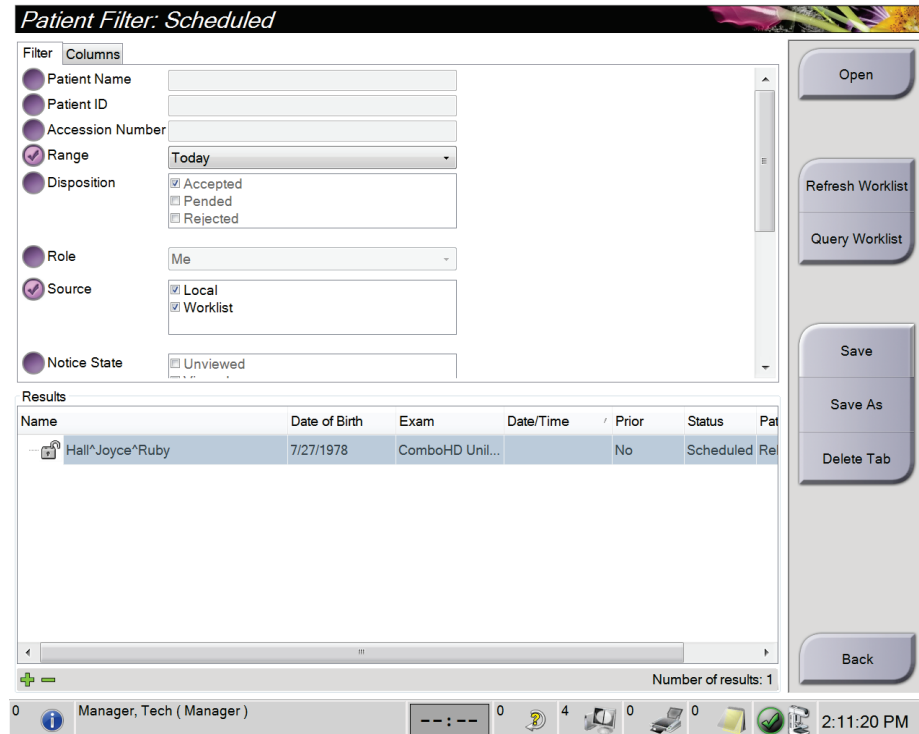 Patient Filter: Scheduled
Filter Columns
Patient Name
Patient ID
Accession Number
Range Today
Disposition Accepted
Pended
Rejected
Role Me
Source Local
Worklist
Notice State Unviewed
Open
Refresh Worklist
Query Worklist
Save
Save As
Delete Tab
Back
Results
Name Date of Birth Exam Date/Time Prior Status Pat
Hall^Joyce^Ruby 7/27/1978 ComboHD Unil... No Scheduled Rel
Number of results: 1
0 Manager, Tech ( Manager ) --:-- 0 4 0 0 2:11:20 PM